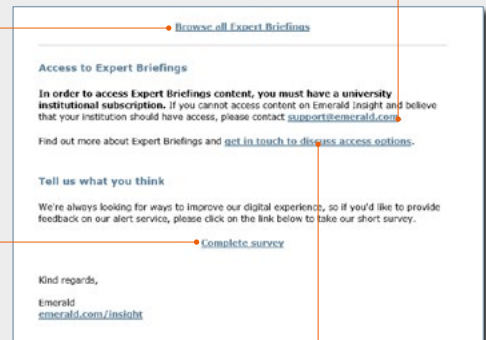 Browse all Expert Briefings
Access to Expert Briefings
In order to access Expert Briefings content, you must have a university
institutional subscription. If you cannot access content on Emerald Insight and believe
that your institution should have access, please contact support@emerald.com.
Find out more about Expert Briefings and get in touch to discuss access options.
Tell us what you think
We're always looking for ways to improve our digital experience, so if you'd like to provide
feedback on our alert service, please click on the link below to take our short survey.
Complete survey
Kind regards,
Emerald
emerald.com/insight